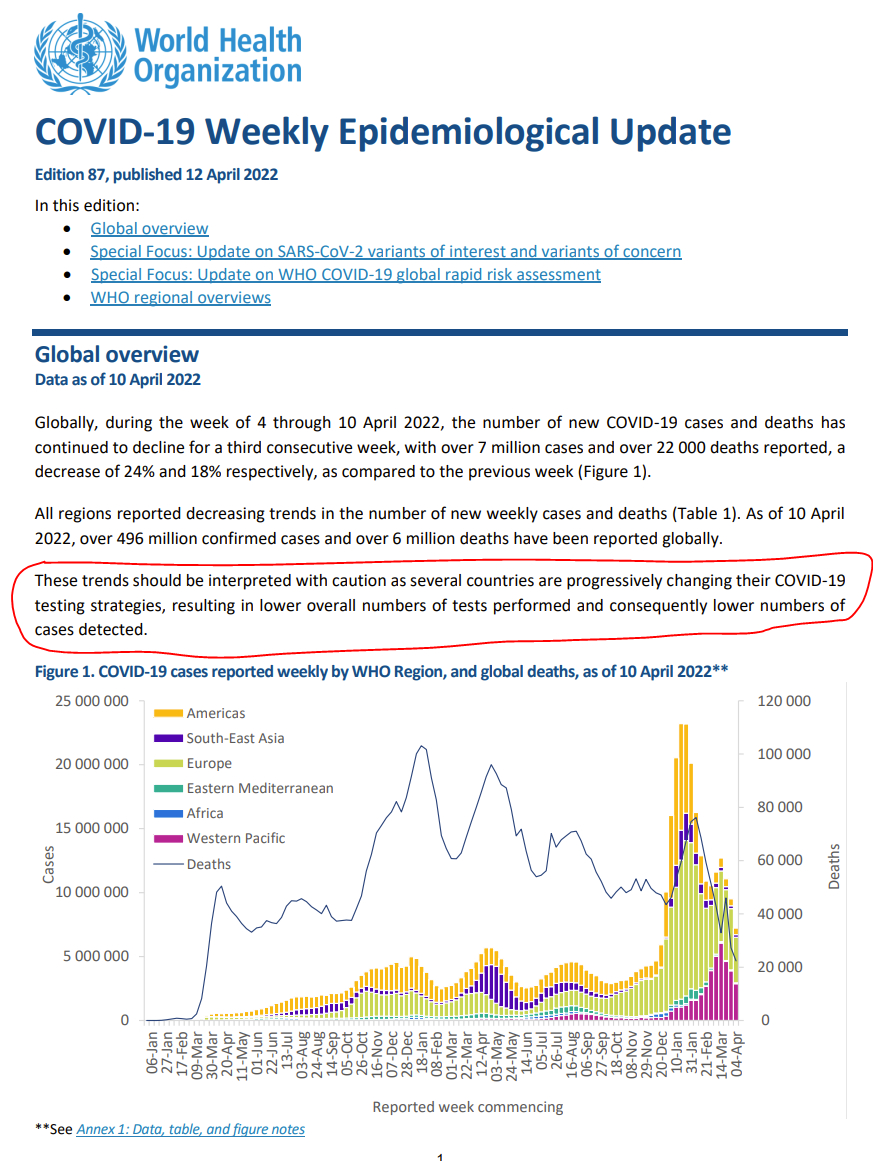 World Health
Organization
COVID-19 Weekly Epidemiological Update
Edition 87, published 12 April 2022
In this edition:
• Global overview
• Special Focus: Update on SARS-CoV-2 variants of interest and variants of concern
• Special Focus: Update on WHO COVID-19 global rapid risk assessment
• WHO regional overviews
Global overview
Data as of 10 April 2022
Globally, during the week of 4 through 10 April 2022, the number of new COVID-19 cases and deaths has
continued to decline for a third consecutive week, with over 7 million cases and over 22 000 deaths reported, a
decrease of 24% and 18% respectively, as compared to the previous week (Figure 1).
All regions reported decreasing trends in the number of new weekly cases and deaths (Table 1). As of 10 April
2022, over 496 million confirmed cases and over 6 million deaths have been reported globally.
These trends should be interpreted with caution as several countries are progressively changing their COVID-19
testing strategies, resulting in lower overall numbers of tests performed and consequently lower numbers of
cases detected.
Figure 1. COVID-19 cases reported weekly by WHO Region, and global deaths, as of 10 April 2022**
25 000 000
20 000 000
15 000 000
10 000 000
5 000 000
0
Cases
Americas
South-East Asia
Europe
Eastern Mediterranean
Africa
Western Pacific
Deaths
120 000
100 000
80 000
60 000
40 000
20 000
0
Deaths
06-Jan
27-Jan
17-Feb
09-Mar
30-Mar
20-Apr
11-May
01-Jun
22-Jun
13-Jul
03-Aug
24-Aug
14-Sep
05-Oct
26-Oct
16-Nov
07-Dec
28-Dec
18-Jan
08-Feb
01-Mar
22-Mar
12-Apr
03-May
24-May
14-Jun
05-Jul
26-Jul
16-Aug
06-Sep
27-Sep
18-Oct
08-Nov
29-Nov
20-Dec
10-Jan
31-Jan
21-Feb
14-Mar
04-Apr
Reported week commencing
**See Annex 1: Data, table, and figure notes
1